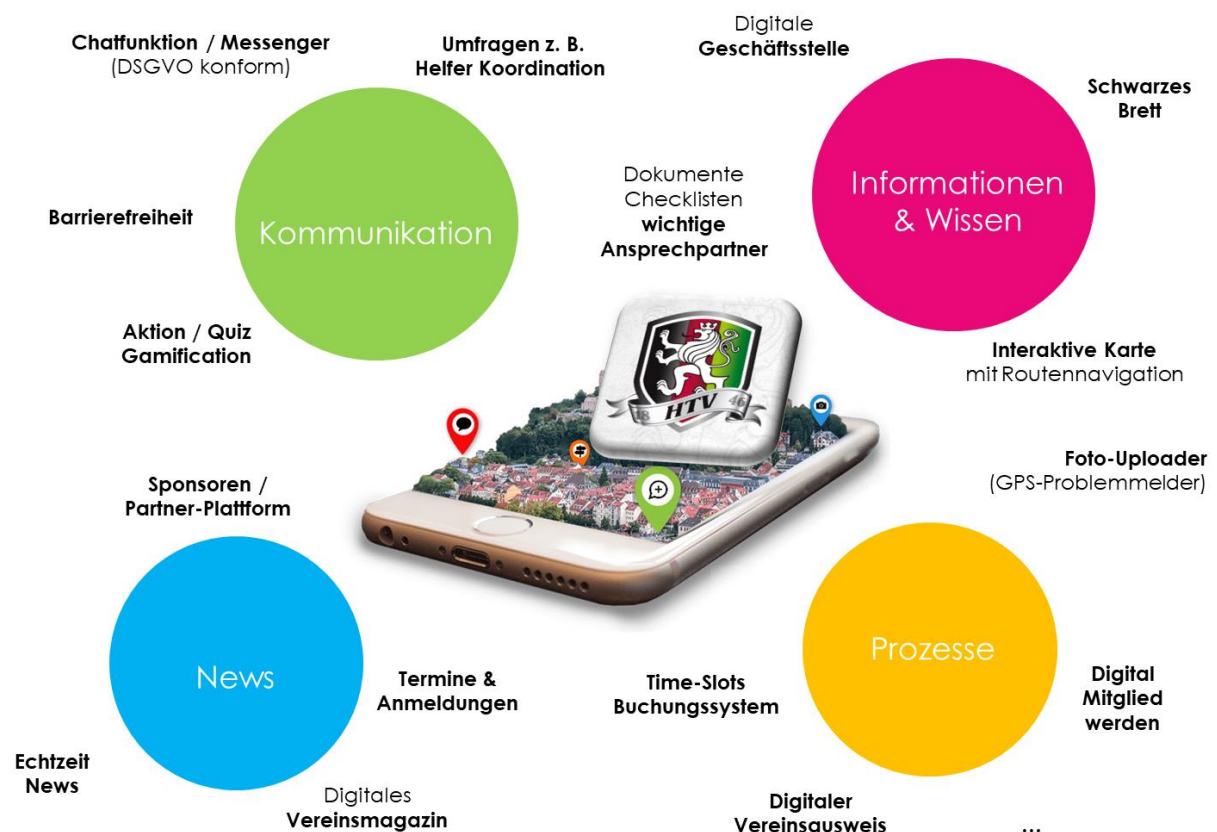 Chatfunktion / Messenger
(DSGVO konform)
Umfragen z. B.
Helfer Koordination
Digitale
Geschäftsstelle
Schwarzes
Brett
Kommunikation
Barrierefreiheit
Aktion / Quiz
Gamification
Dokumente
Checklisten
wichtige
Ansprechpartner
Informationen
& Wissen
Interaktive Karte
mit Routennavigation
18 HTV 46
Foto-Uploader
(GPS-Problemmelder)
Sponsoren /
Partner-Plattform
News
Termine &
Anmeldungen
Echtzeit
News
Digitales
Vereinsmagazin
Prozesse
Time-Slots
Buchungssystem
Digital
Mitglied
werden
Digitaler
Vereinsausweis
...